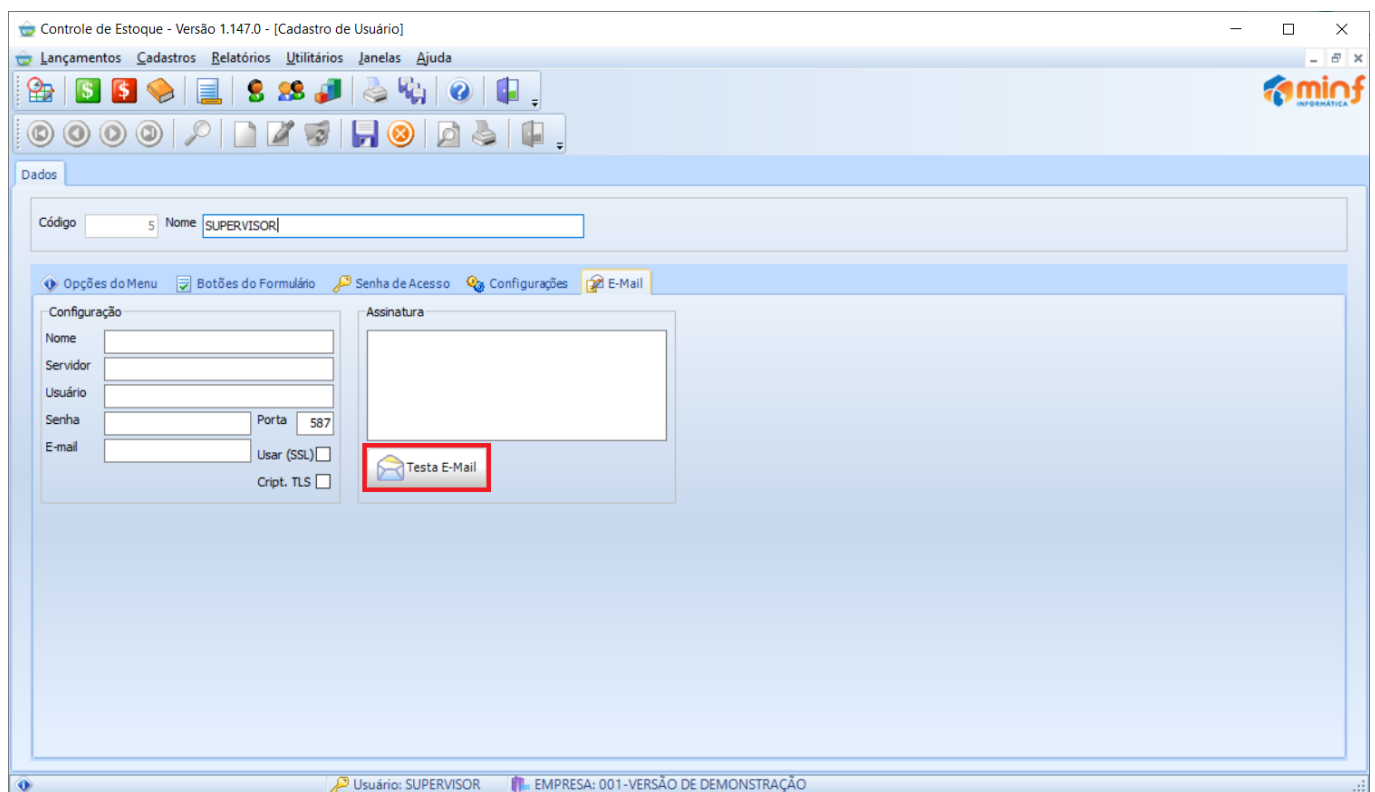 Controle de Estoque - Versão 1.147.0 - [Cadastro de Usuário]
Lançamentos Cadastros Relatórios Utilitários Janelas Ajuda
minf
INFORMÁTICA
Dados
Código 5 Nome SUPERVISOR
Opções do Menu Botões do Formulário Senha de Acesso Configurações E-Mail
Configuração Assinatura
Nome
Servidor
Usuário
Senha Porta 587
E-mail Usar (SSL)
Testa E-Mail
Cript. TLS
Usuário: SUPERVISOR EMPRESA: 001-VERSÃO DE DEMONSTRAÇÃO